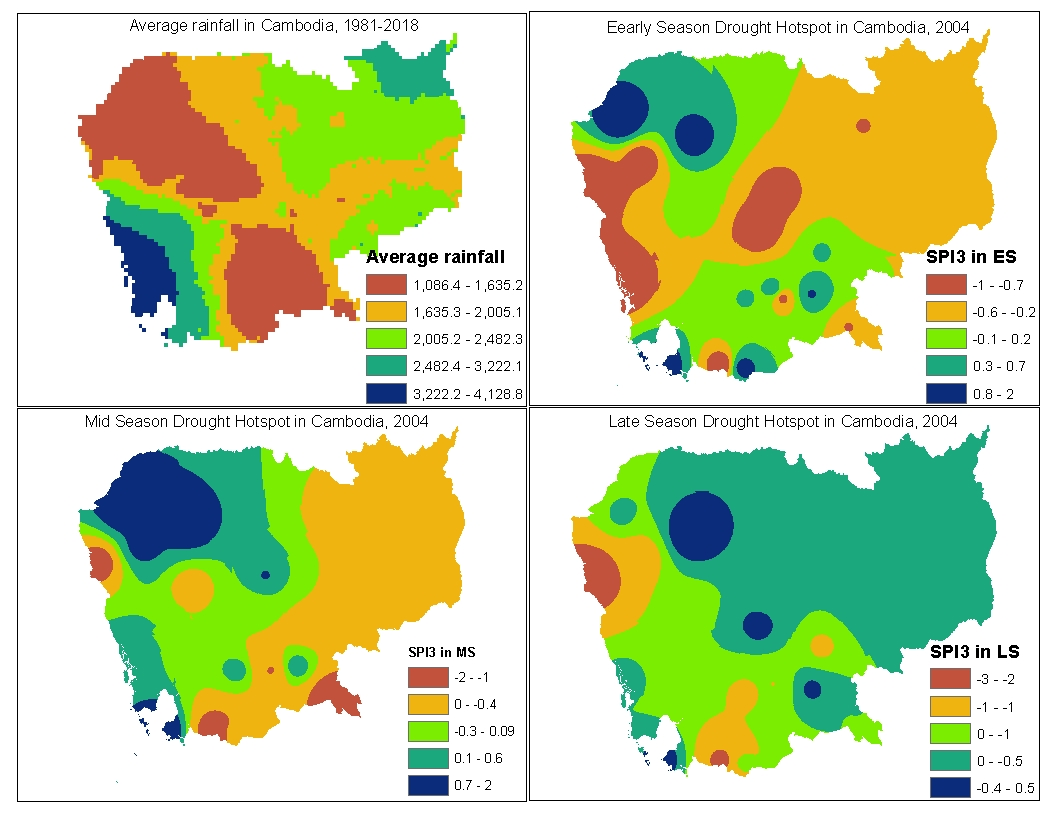 Average rainfall in Cambodia, 1981-2018
Average rainfall
1,086.4 - 1,635.2
1,635.3 - 2,005.1
2,005.2 - 2,482.3
2,482.4 - 3,222.1
3,222.2 - 4,128.8
Eearly Season Drought Hotspot in Cambodia, 2004
SPI3 in ES
-1 - -0.7
-0.6 - -0.2
-0.1 - 0.2
0.3 - 0.7
0.8 - 2
Mid Season Drought Hotspot in Cambodia, 2004
SPI3 in MS
-2 - -1
0 - -0.4
-0.3 - 0.09
0.1 - 0.6
0.7 - 2
Late Season Drought Hotspot in Cambodia, 2004
SPI3 in LS
-3 - -2
-1 - -1
0 - -1
0 - -0.5
-0.4 - 0.5